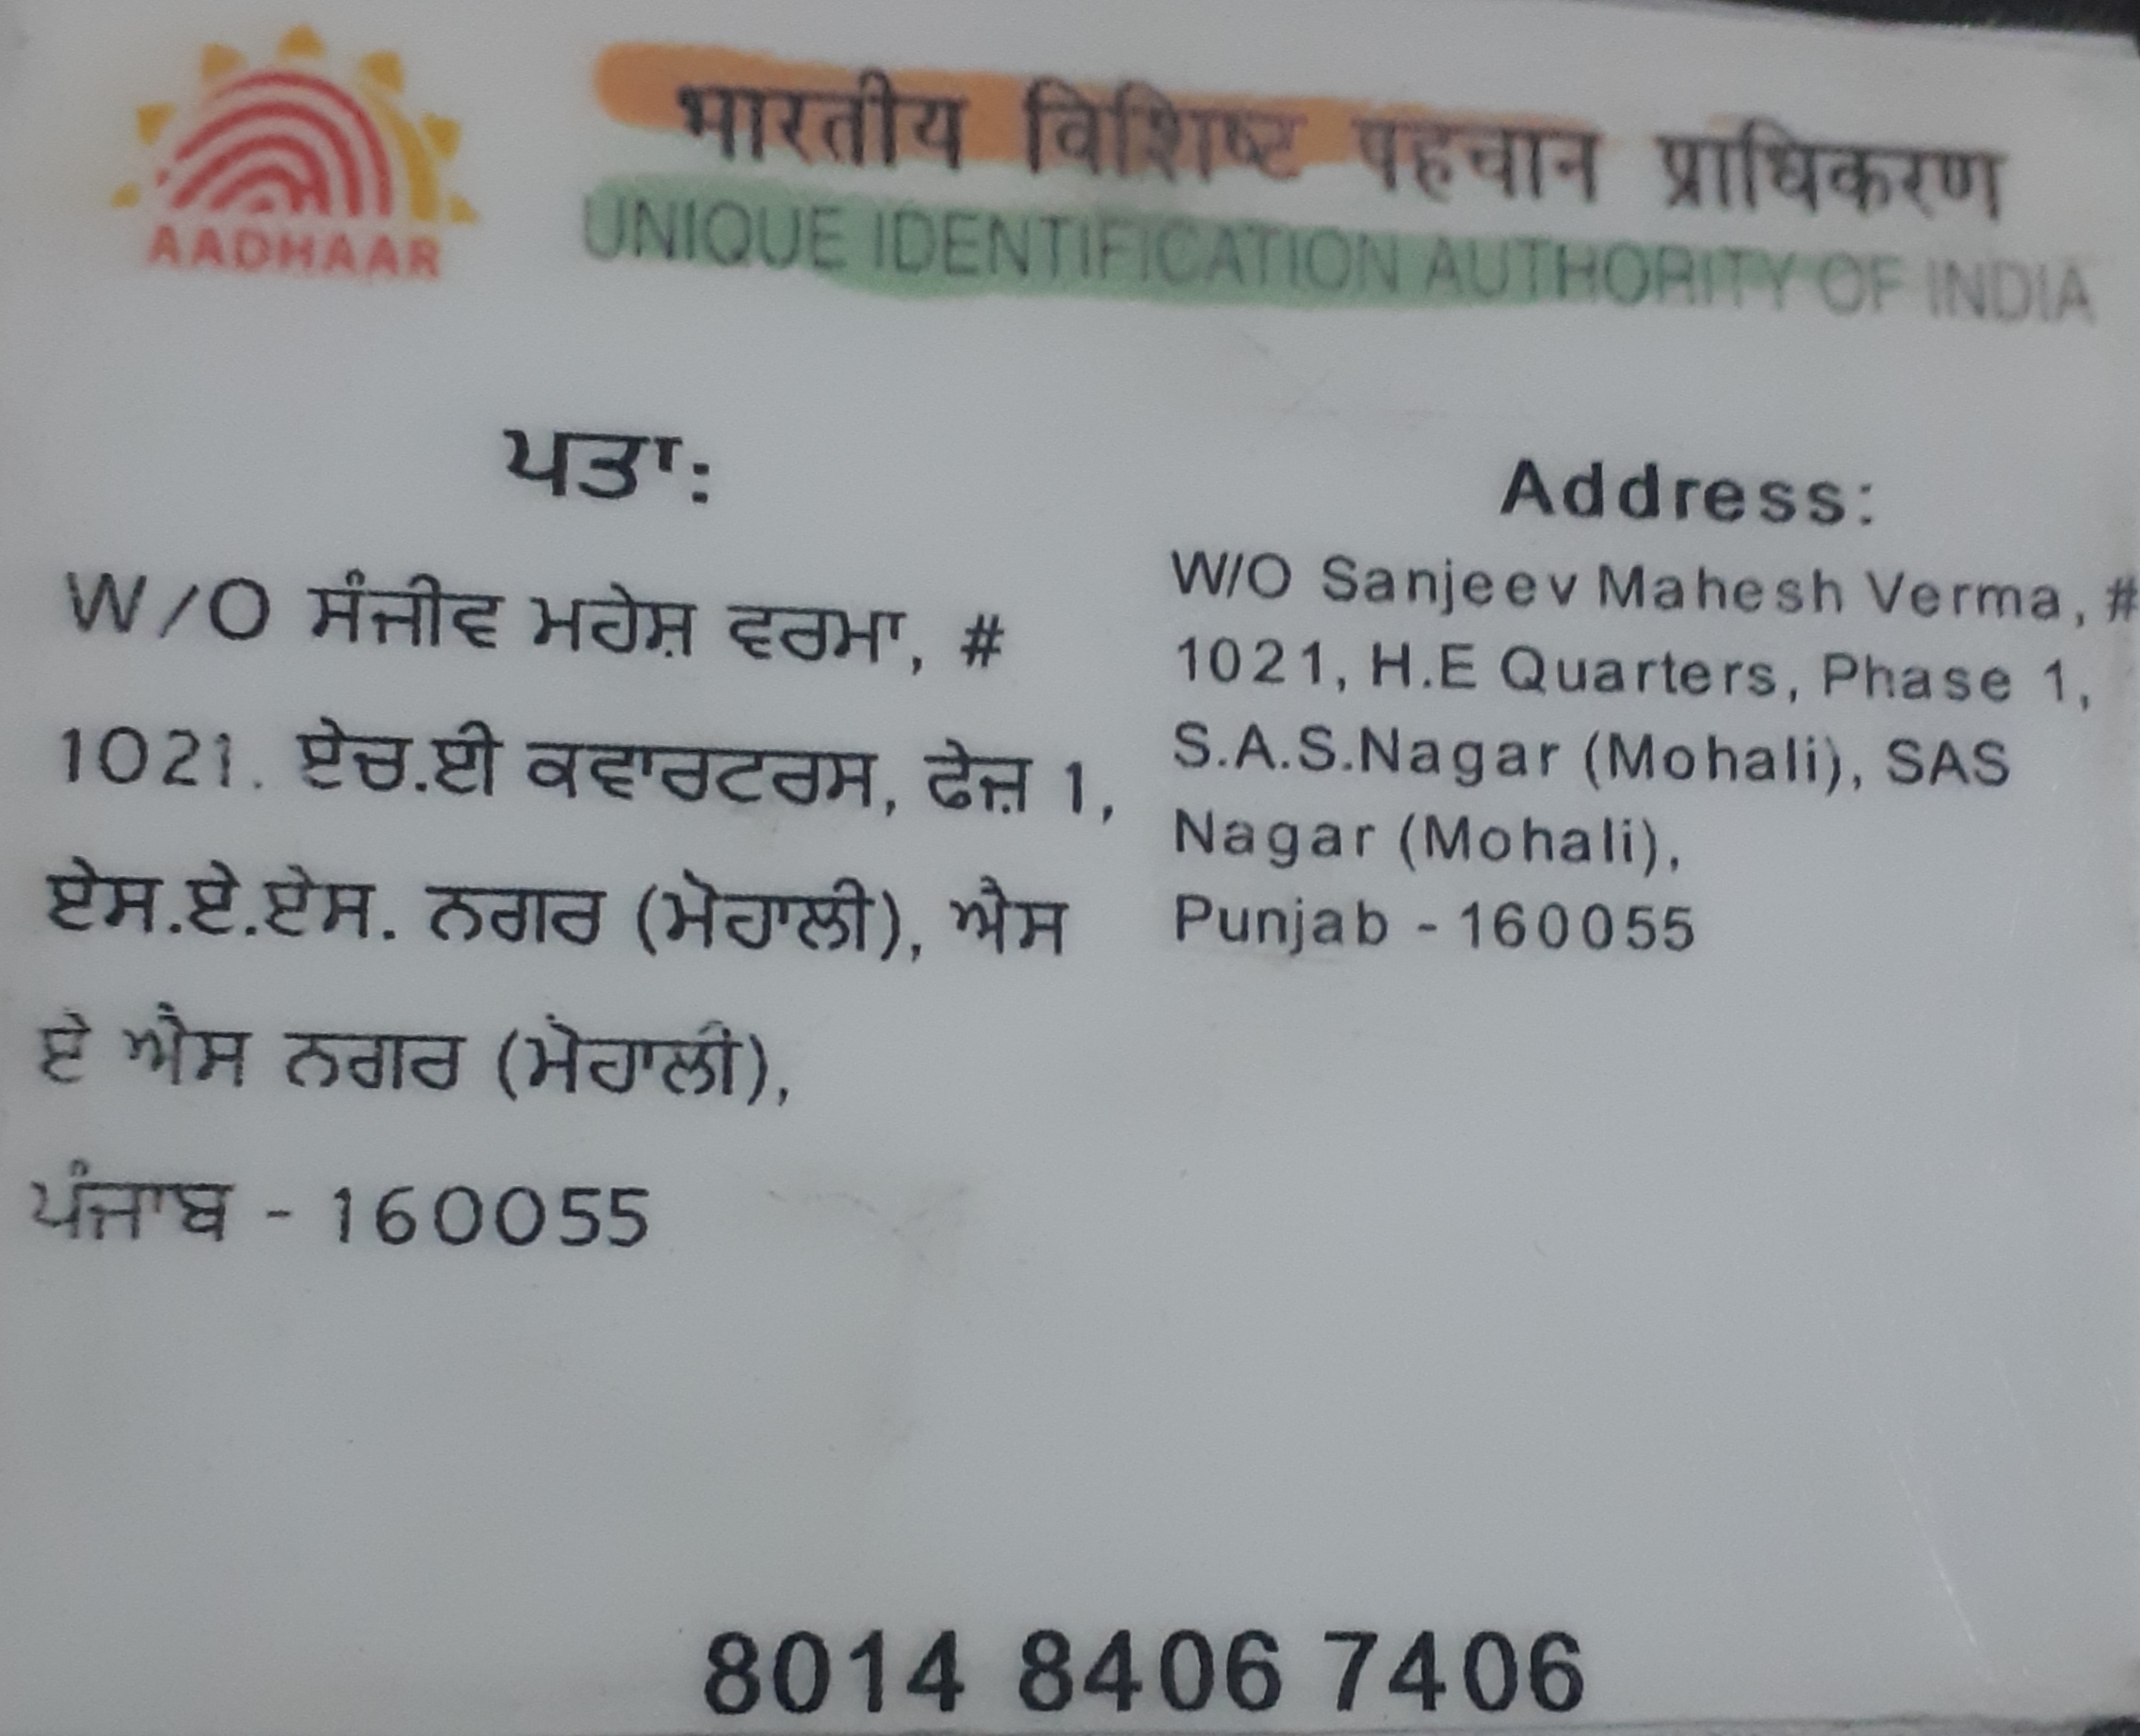 AADHAAR
भारतीय विशिष्ट पहचान प्राधिकरण
UNIQUE IDENTIFICATION AUTHORITY OF INDIA
ਪਤਾ:
W/O ਸੰਜੀਵ ਮਹੇਸ਼ ਵਰਮਾ, #
1021. ਏਚ.ਈ ਕਵਾਰਟਰਸ, ਫੇਜ਼ 1,
ਏਸ.ਏ.ਏਸ. ਨਗਰ (ਮੋਹਾਲੀ), ਐਸ
ਏ ਐਸ ਨਗਰ (ਮੋਹਾਲੀ),
ਪੰਜਾਬ - 160055
Address:
W/O Sanjeev Mahesh Verma, #
1021, H.E Quarters, Phase 1,
S.A.S.Nagar (Mohali), SAS
Nagar (Mohali),
Punjab - 160055
8014 8406 7406